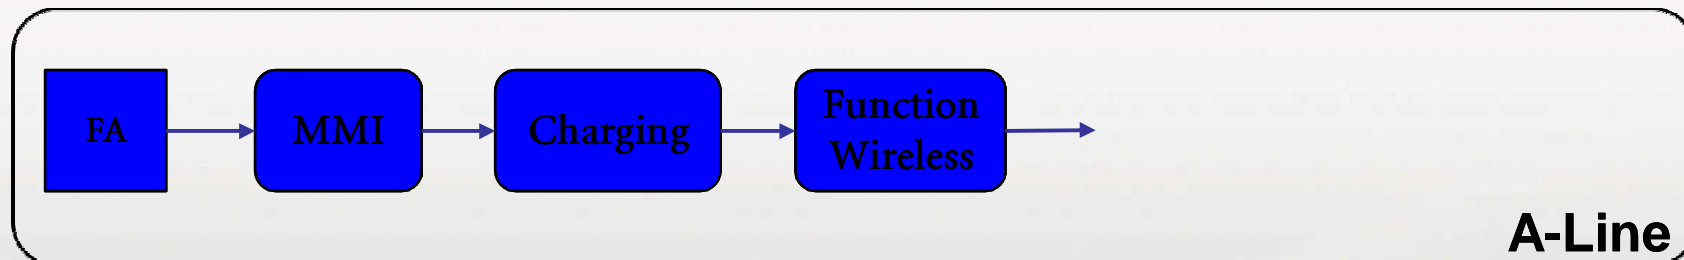 FA
MMI
Charging
Function
Wireless
A-Line